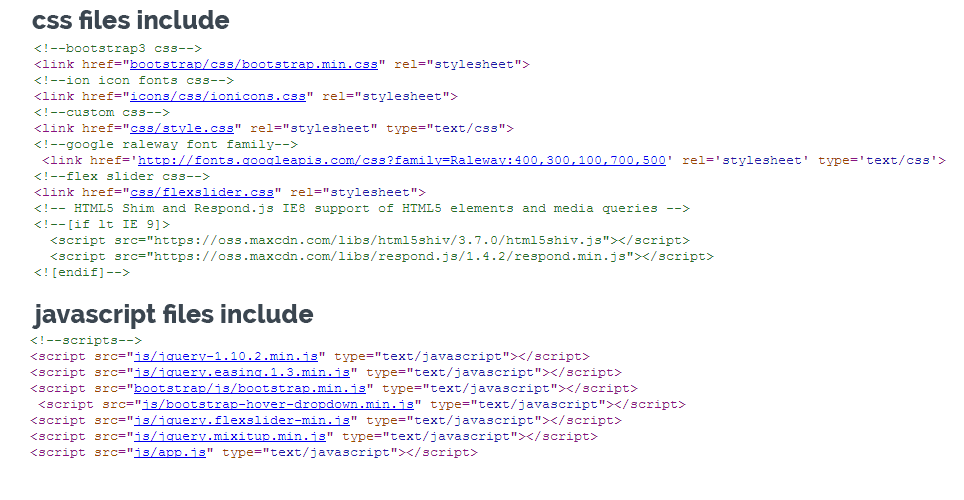 css files include
<!--bootstrap3 css-->
<link href="bootstrap/css/bootstrap.min.css" rel="stylesheet">
<!--ion icon fonts css-->
<link href="icons/css/ionicons.css" rel="stylesheet">
<!--custom css-->
<link href="css/style.css" rel="stylesheet" type="text/css">
<!--google raleway font family-->
<link href='http://fonts.googleapis.com/css?family=Raleway:400,300,100,700,500' rel='stylesheet' type='text/css'>
<!--flex slider css-->
<link href="css/flexslider.css" rel="stylesheet">
<!-- HTML5 Shim and Respond.js IE8 support of HTML5 elements and media queries -->
<!--[if lt IE 9]>
<script src="https://oss.maxcdn.com/libs/html5shiv/3.7.0/html5shiv.js"></script>
<script src="https://oss.maxcdn.com/libs/respond.js/1.4.2/respond.min.js"></script>
<![endif]-->
javascript files include
<!--scripts-->
<script src="js/jquery-1.10.2.min.js" type="text/javascript"></script>
<script src="js/jquery.easing.1.3.min.js" type="text/javascript"></script>
<script src="bootstrap/js/bootstrap.min.js" type="text/javascript"></script>
<script src="js/bootstrap-hover-dropdown.min.js" type="text/javascript"></script>
<script src="js/jquery.flexslider-min.js" type="text/javascript"></script>
<script src="js/jquery.mixitup.min.js" type="text/javascript"></script>
<script src="js/app.js" type="text/javascript"></script>